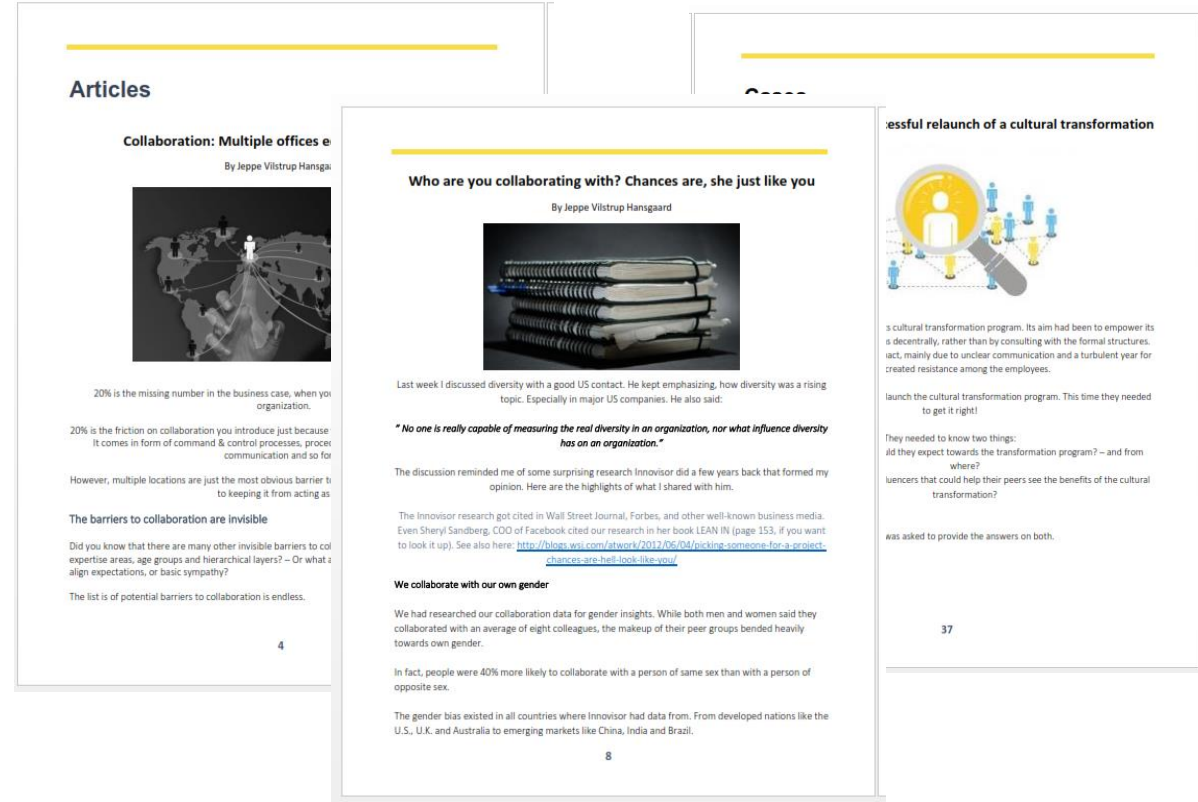 Articles
Collaboration: Multiple offices
By Jeppe Vilstrup
20% is the missing number in the business case, when
organization.
20% is the friction on collaboration you introduce just because
It comes in form of command & control processes,
communication and so
However, multiple locations are just the most obvious barrier
to keeping it from acting as
The barriers to collaboration are invisible
Did you know that there are many other invisible barriers to
expertise areas, age groups and hierarchical layers? – Or what
align expectations, or basic sympathy?
The list is of potential barriers to collaboration is endless.
4
Who are you collaborating with? Chances are, she just like you
By Jeppe Vilstrup Hansgaard
Last week I discussed diversity with a good US contact. He kept emphasizing, how diversity was a rising
topic. Especially in major US companies. He also said:
" No one is really capable of measuring the real diversity in an organization, nor what influence diversity
has on an organization."
The discussion reminded me of some surprising research Innovisor did a few years back that formed my
opinion. Here are the highlights of what I shared with him.
The Innovisor research got cited in Wall Street Journal, Forbes, and other well-known business media.
Even Sheryl Sandberg, COO of Facebook cited our research in her book LEAN IN (page 153, if you want
to look it up). See also here: http://blogs.wsj.com/atwork/2012/06/04/picking-someone-for-a-project-
chances-are-hell-look-like-you/
We collaborate with our own gender
We had researched our collaboration data for gender insights. While both men and women said they
collaborated with an average of eight colleagues, the makeup of their peer groups bended heavily
towards own gender.
In fact, people were 40% more likely to collaborate with a person of same sex than with a person of
opposite sex.
The gender bias existed in all countries where Innovisor had data from. From developed nations like the
U.S., U.K. and Australia to emerging markets like China, India and Brazil.
8
relaunch of a cultural transformation
cultural transformation program. Its aim had been to empower its
decentrally, rather than by consulting with the formal structures.
mainly due to unclear communication and a turbulent year for
created resistance among the employees.
the cultural transformation program. This time they needed
to get it right!
They needed to know two things:
they expect towards the transformation program? – and from
where?
that could help their peers see the benefits of the cultural
transformation?
was asked to provide the answers on both.
37